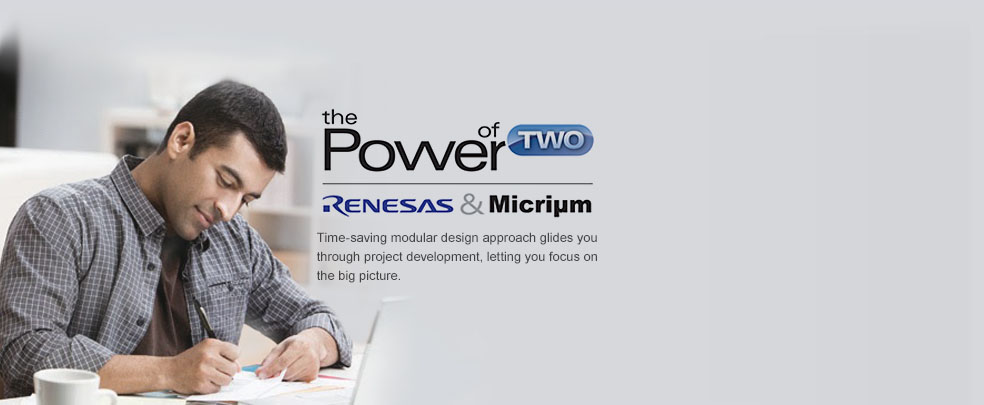 the
Power of TWO
RENESAS & Micriμm
Time-saving modular design approach glides you
through project development, letting you focus on
the big picture.